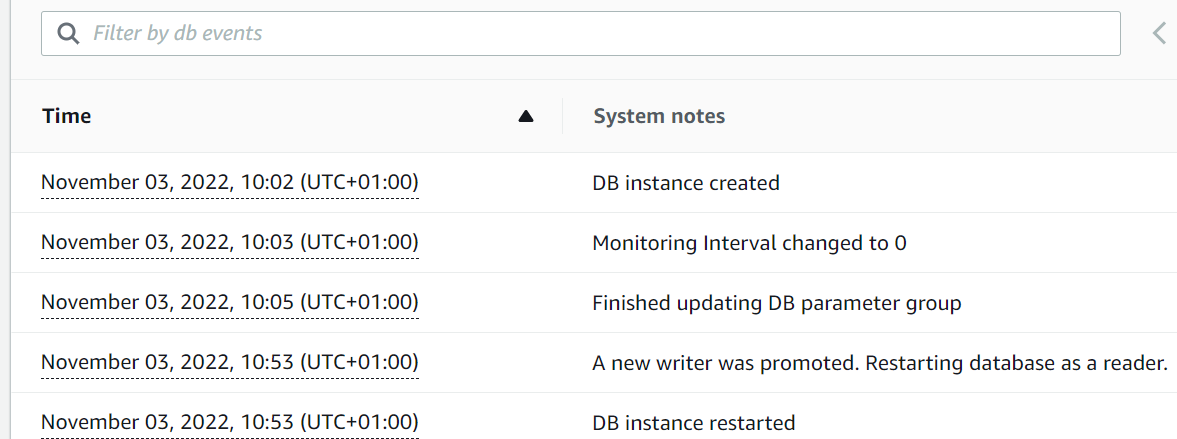 Filter by db events
Time System notes
November 03, 2022, 10:02 (UTC+01:00) DB instance created
November 03, 2022, 10:03 (UTC+01:00) Monitoring Interval changed to 0
November 03, 2022, 10:05 (UTC+01:00) Finished updating DB parameter group
November 03, 2022, 10:53 (UTC+01:00) A new writer was promoted. Restarting database as a reader.
November 03, 2022, 10:53 (UTC+01:00) DB instance restarted